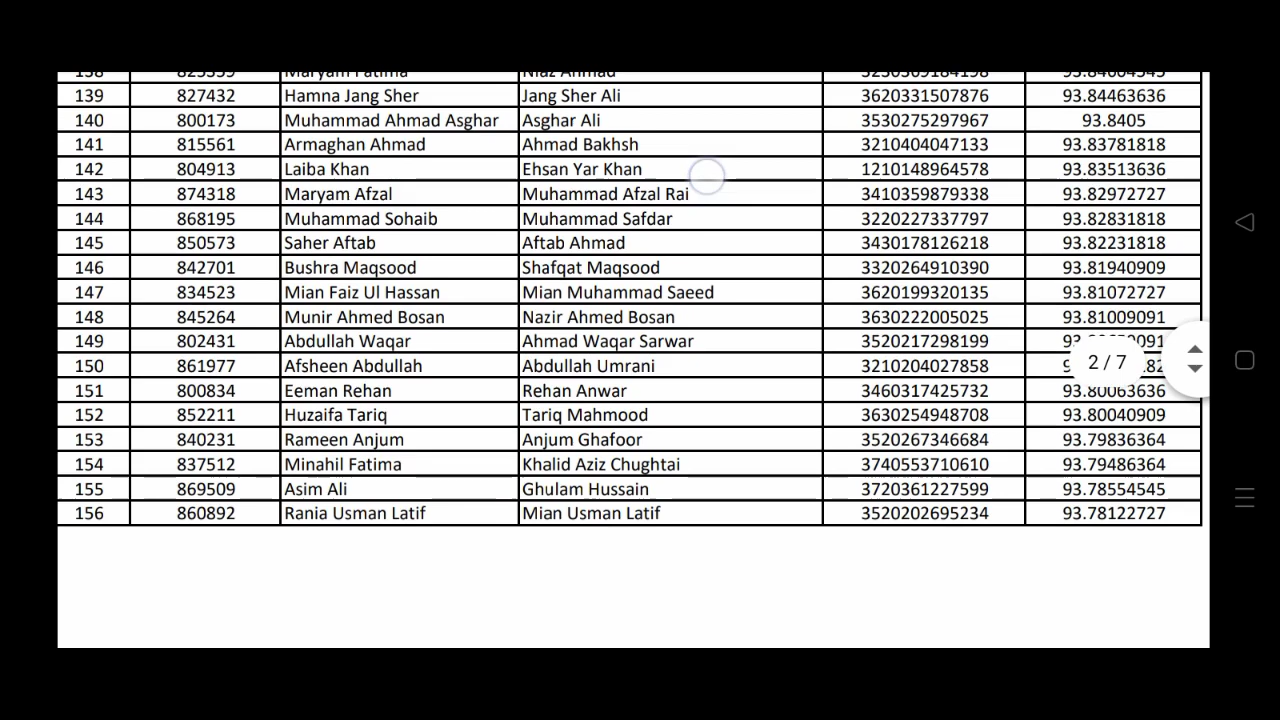 138 825359 Maryam Fatima Niaz Ahmad 93.84604545
139 827432 Hamna Jang Sher Jang Sher Ali 3620331507876 93.84463636
140 800173 Muhammad Ahmad Asghar Asghar Ali 3530275297967 93.8405
141 815561 Armaghan Ahmad Ahmad Bakhsh 3210404047133 93.83781818
142 804913 Laiba Khan Ehsan Yar Khan 1210148964578 93.83513636
143 874318 Maryam Afzal Muhammad Afzal Rai 3410359879338 93.82972727
144 868195 Muhammad Sohaib Muhammad Safdar 3220227337797 93.82831818
145 850573 Saher Aftab Aftab Ahmad 3430178126218 93.82231818
146 842701 Bushra Maqsood Shafqat Maqsood 3320264910390 93.81940909
147 834523 Mian Faiz Ul Hassan Mian Muhammad Saeed 3620199320135 93.81072727
148 845264 Munir Ahmed Bosan Nazir Ahmed Bosan 3630222005025 93.81009091
149 802431 Abdullah Waqar Ahmad Waqar Sarwar 3520217298199
150 861977 Afsheen Abdullah Abdullah Umrani 3210204027858
2 / 7
151 800834 Eeman Rehan Rehan Anwar 3460317425732 93.80063636
152 852211 Huzaifa Tariq Tariq Mahmood 3630254948708 93.80040909
153 840231 Rameen Anjum Anjum Ghafoor 3520267346684 93.79836364
154 837512 Minahil Fatima Khalid Aziz Chughtai 3740553710610 93.79486364
155 869509 Asim Ali Ghulam Hussain 3720361227599 93.78554545
156 860892 Rania Usman Latif Mian Usman Latif 3520202695234 93.78122727